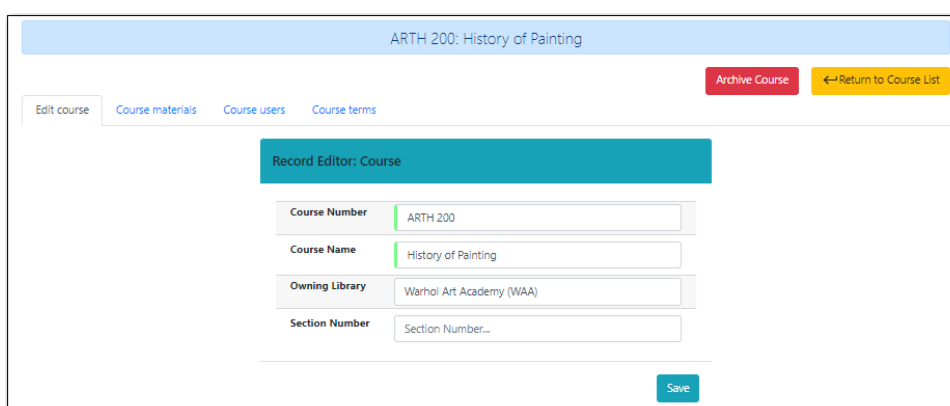 ARTH 200: History of Painting
Archive Course
Return to Course List
Edit course Course materials Course users Course terms
Record Editor: Course
Course Number ARTH 200
Course Name History of Painting
Owning Library Warhol Art Academy (WAA)
Section Number Section Number...
Save